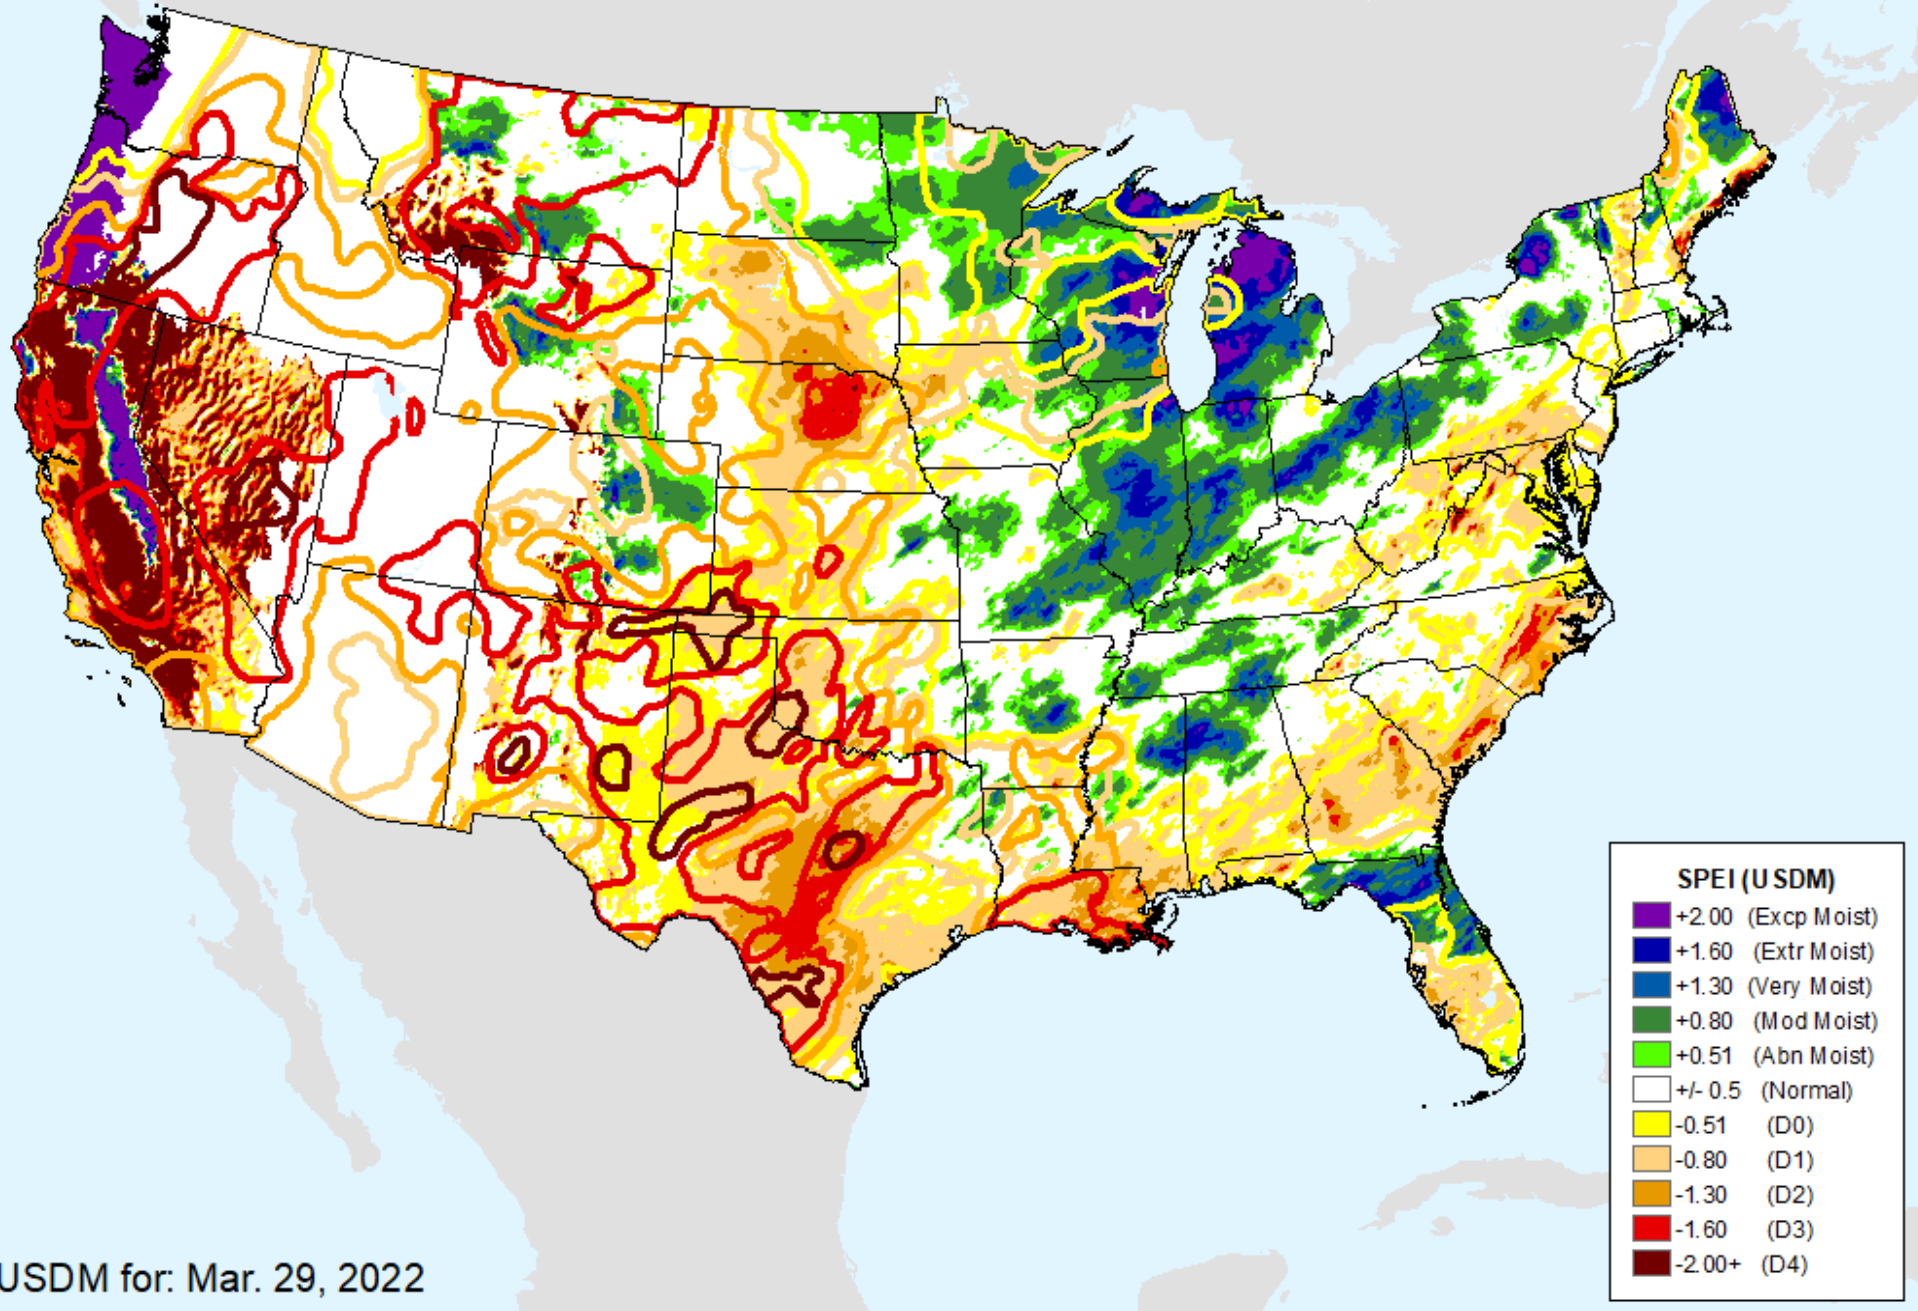 SPEI (USDM)
+2.00 (Excp Moist)
+1.60 (Extr Moist)
+1.30 (Very Moist)
+0.80 (Mod Moist)
+0.51 (Abn Moist)
+/- 0.5 (Normal)
-0.51 (D0)
-0.80 (D1)
-1.30 (D2)
-1.60 (D3)
-2.00+ (D4)
USDM for: Mar. 29, 2022